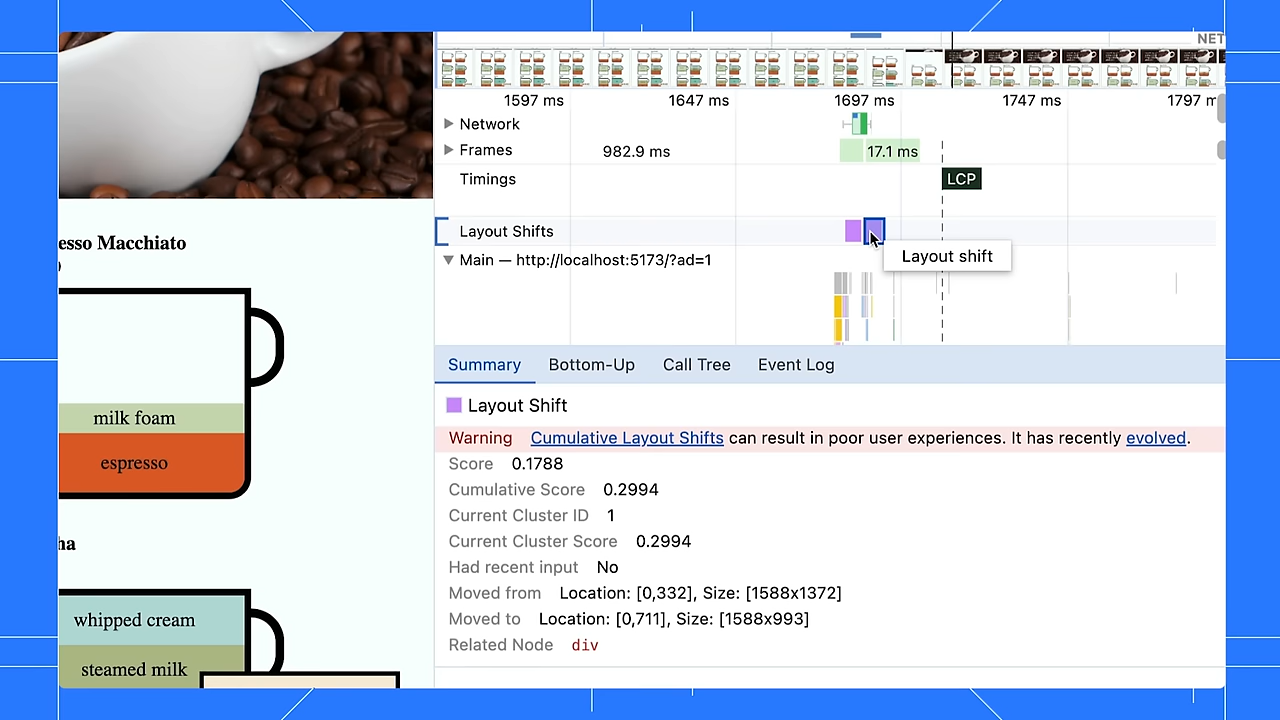 NET
1597 ms
1647 ms
1697 ms
1747 ms
1797 m
Network
Frames
982.9 ms
17.1 ms
Timings
LCP
Layout Shifts
Layout shift
Main — http://localhost:5173/?ad=1
Summary
Bottom-Up
Call Tree
Event Log
Layout Shift
Warning Cumulative Layout Shifts can result in poor user experiences. It has recently evolved.
Score 0.1788
Cumulative Score 0.2994
Current Cluster ID 1
Current Cluster Score 0.2994
Had recent input No
Moved from Location: [0,332], Size: [1588x1372]
Moved to Location: [0,711], Size: [1588x993]
Related Node div
esso Macchiato
milk foam
espresso
ha
whipped cream
steamed milk